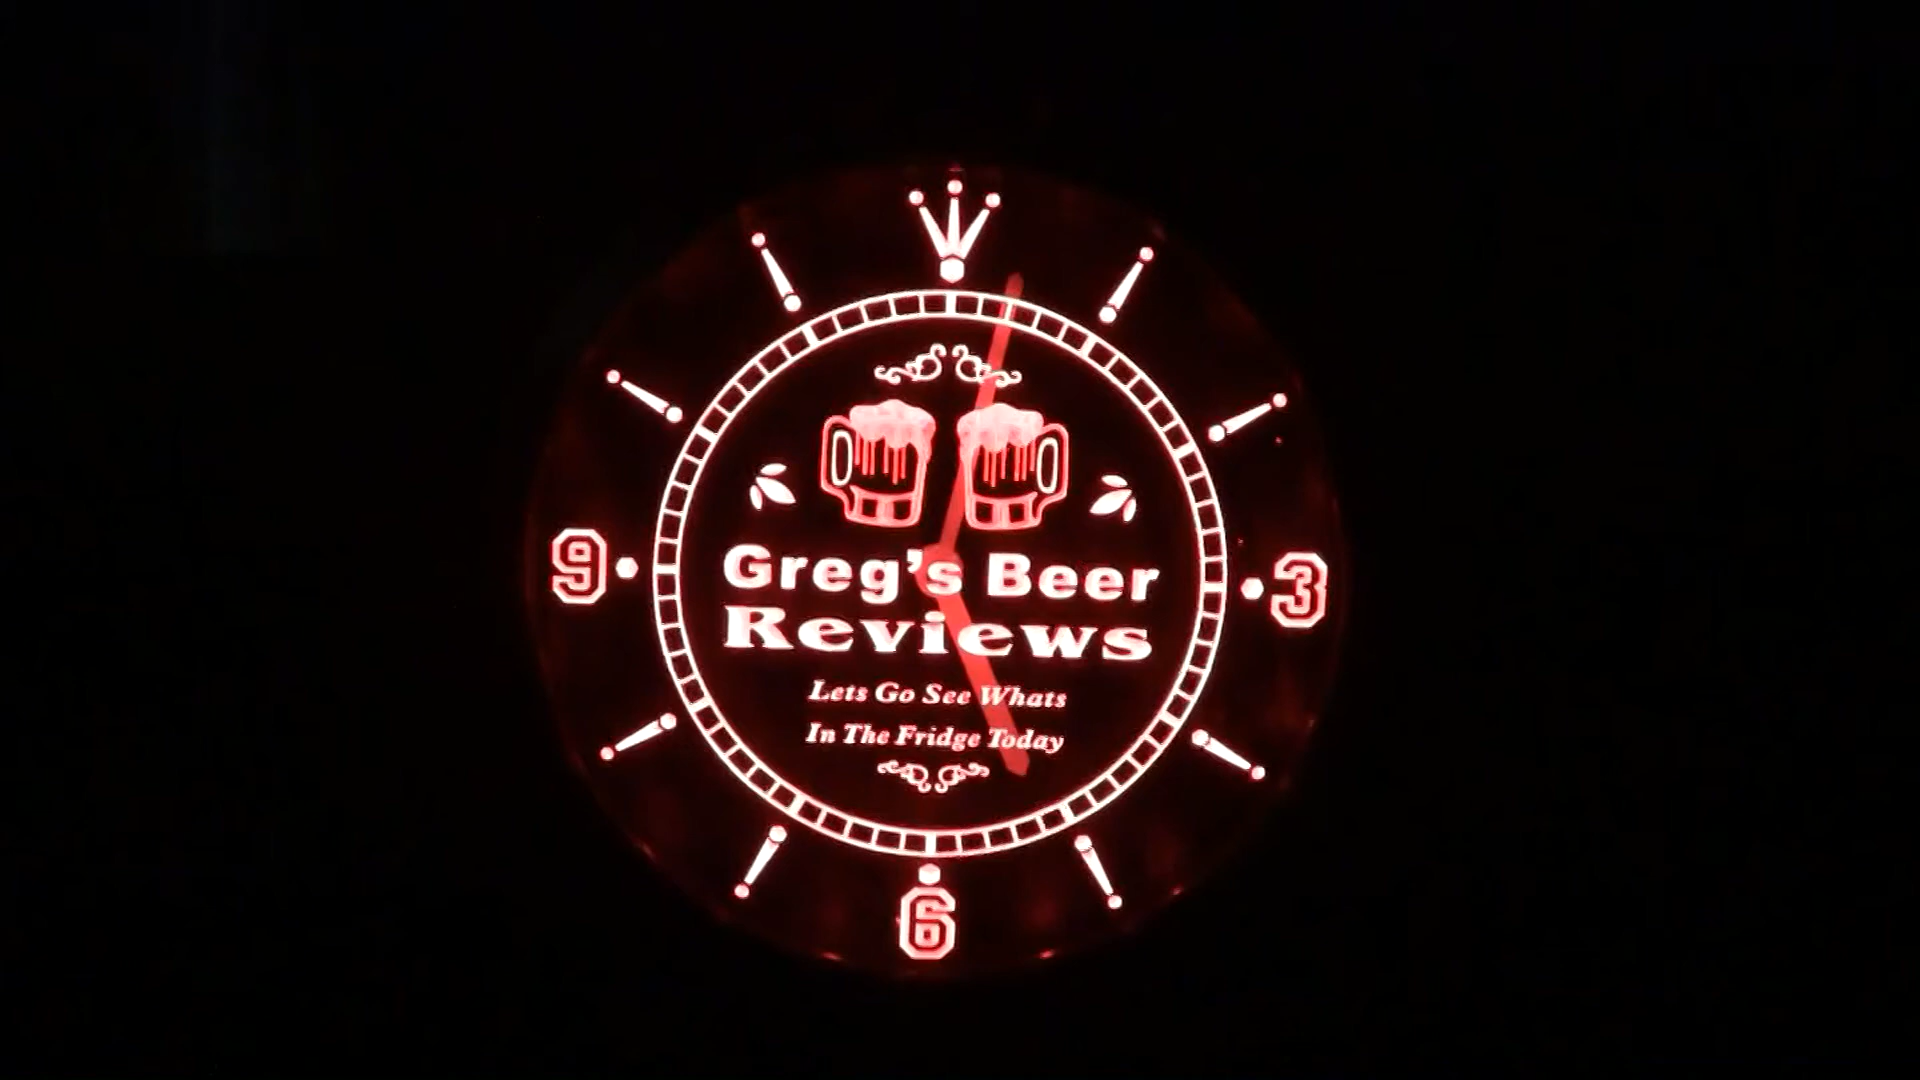 9
3
Greg's Beer
Reviews
Lets Go See Whats
In The Fridge Today
6